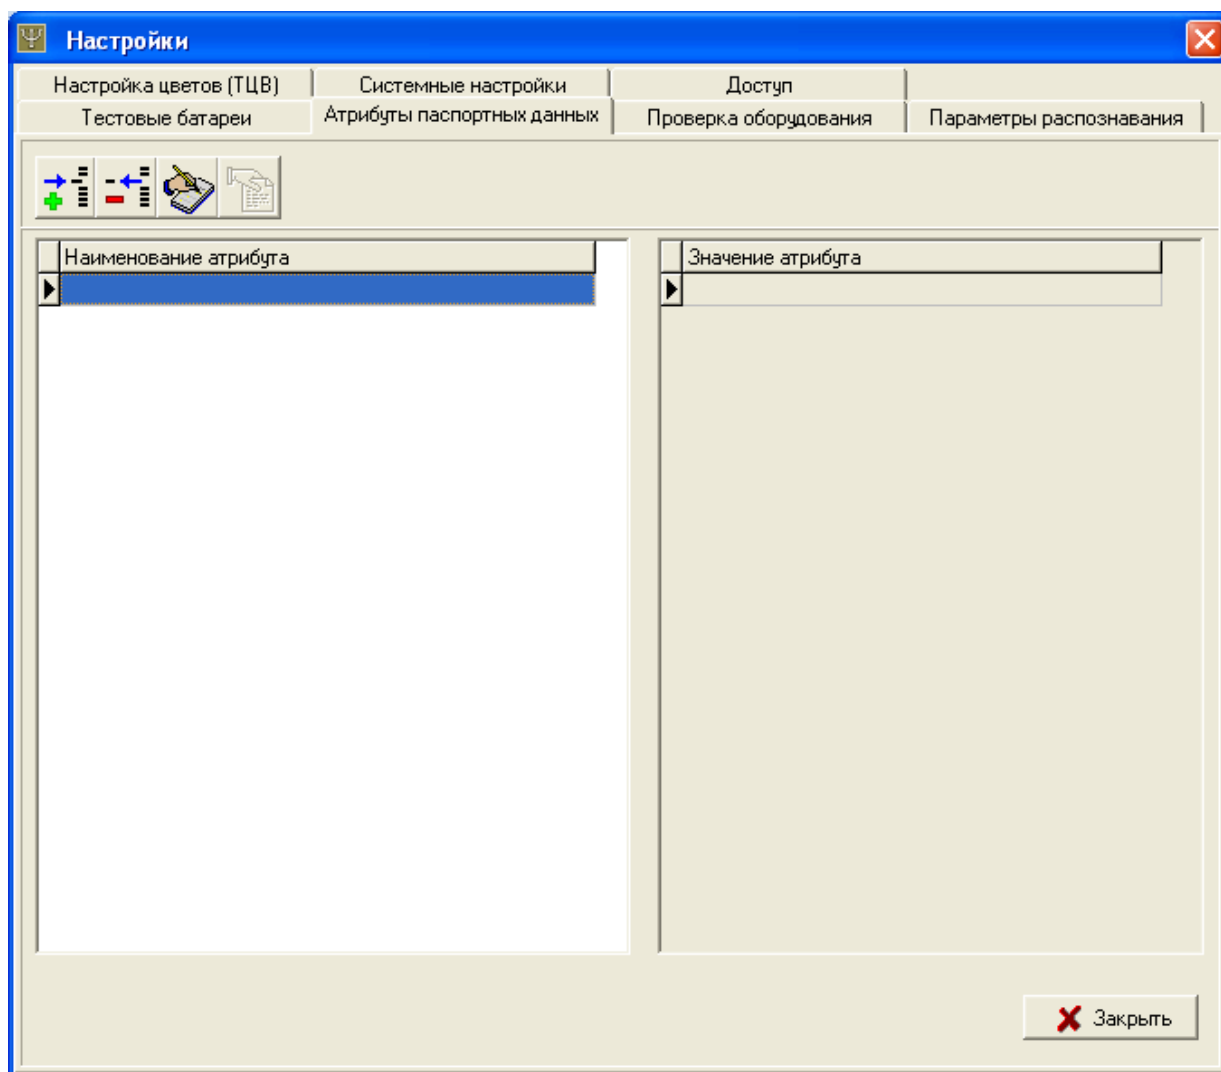 Настройки
Настройка цветов (ТЦВ) Системные настройки Доступ
Тестовые батареи Атрибуты паспортных данных Проверка оборудования Параметры распознавания
Наименование атрибута Значение атрибута
Закрыть